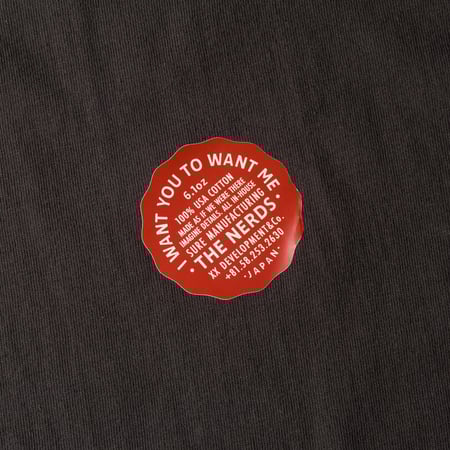 I WANT YOU TO WANT ME
6.1oz
100% USA COTTON
MADE AS IF WE WERE THERE
IMAGINE DETAILS. ALL IN-HOUSE
SURE MANUFACTURING
· THE NERDS ·
XX DEVELOPMENT&Co.
+81.58.253.2630
·JAPAN·